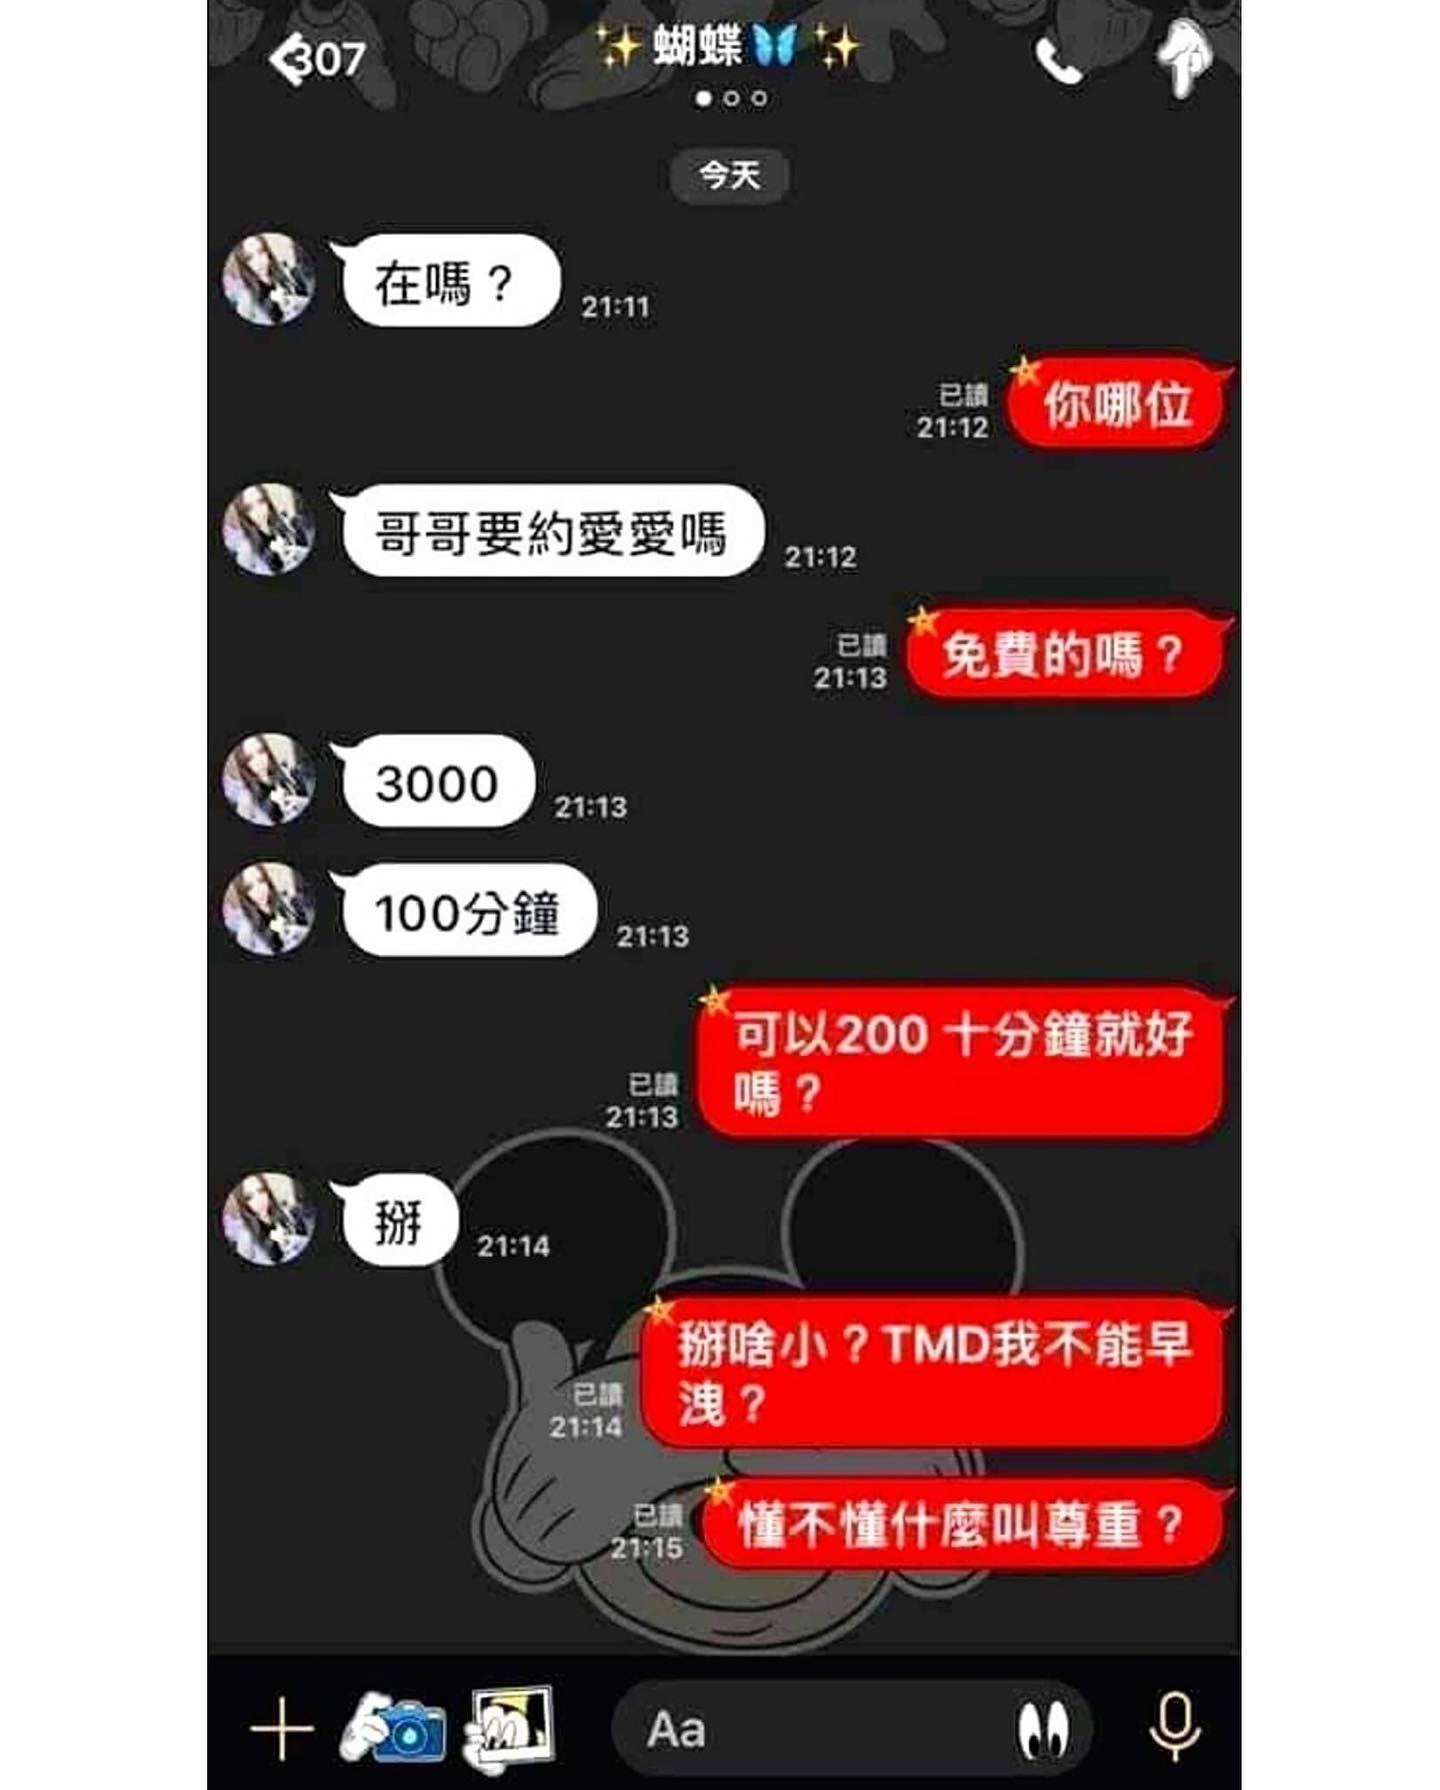 307
✨蝴蝶🦋✨
今天
在嗎？
21:11
你哪位
已讀
21:12
哥哥要約愛愛嗎
21:12
免費的嗎？
已讀
21:13
3000
21:13
100分鐘
21:13
可以200 十分鐘就好
嗎？
已讀
21:13
掰
21:14
掰啥小？TMD我不能早
洩？
已讀
21:14
懂不懂什麼叫尊重？
已讀
21:15
Aa